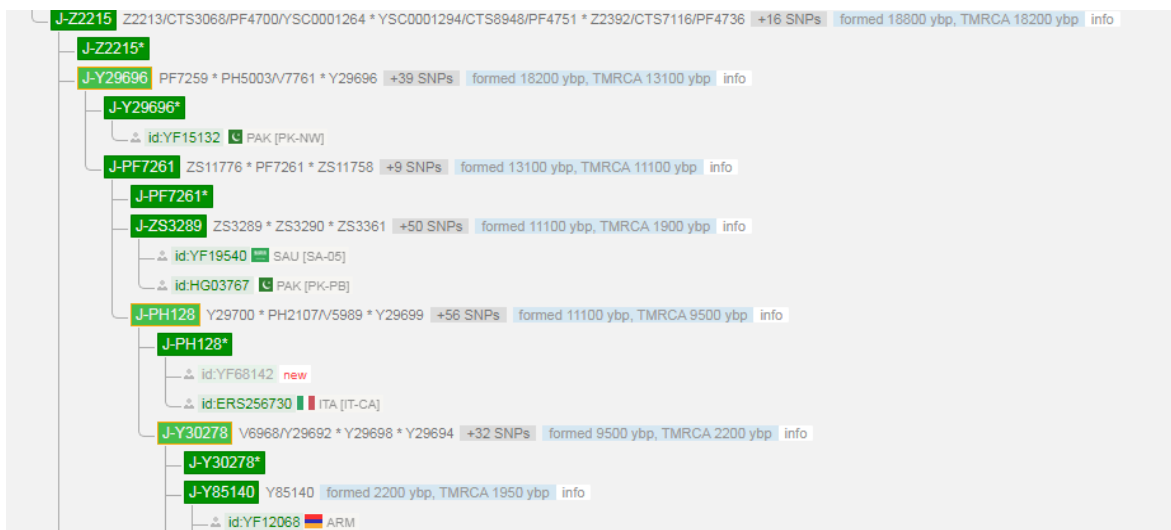 J-Z2215 Z2213/CTS3068/PF4700/YSC0001264 * YSC0001294/CTS8948/PF4751 * Z2392/CTS7116/PF4736 +16 SNPs formed 18800 ybp, TMRCA 18200 ybp info
J-Z2215*
J-Y29696 PF7259 * PH5003/V7761 * Y29696 +39 SNPs formed 18200 ybp, TMRCA 13100 ybp info
J-Y29696*
id:YF15132 PAK [PK-NW]
J-PF7261 ZS11776 * PF7261 * ZS11758 +9 SNPs formed 13100 ybp, TMRCA 11100 ybp info
J-PF7261*
J-ZS3289 ZS3289 * ZS3290 * ZS3361 +50 SNPs formed 11100 ybp, TMRCA 1900 ybp info
id:YF19540 SAU [SA-05]
id:HG03767 PAK [PK-PB]
J-PH128 Y29700 * PH2107/V5989 * Y29699 +56 SNPs formed 11100 ybp, TMRCA 9500 ybp info
J-PH128*
id:YF68142 new
id:ERS256730 ITA [IT-CA]
J-Y30278 V6968/Y29692 * Y29698 * Y29694 +32 SNPs formed 9500 ybp, TMRCA 2200 ybp info
J-Y30278*
J-Y85140 Y85140 formed 2200 ybp, TMRCA 1950 ybp info
id:YF12068 ARM